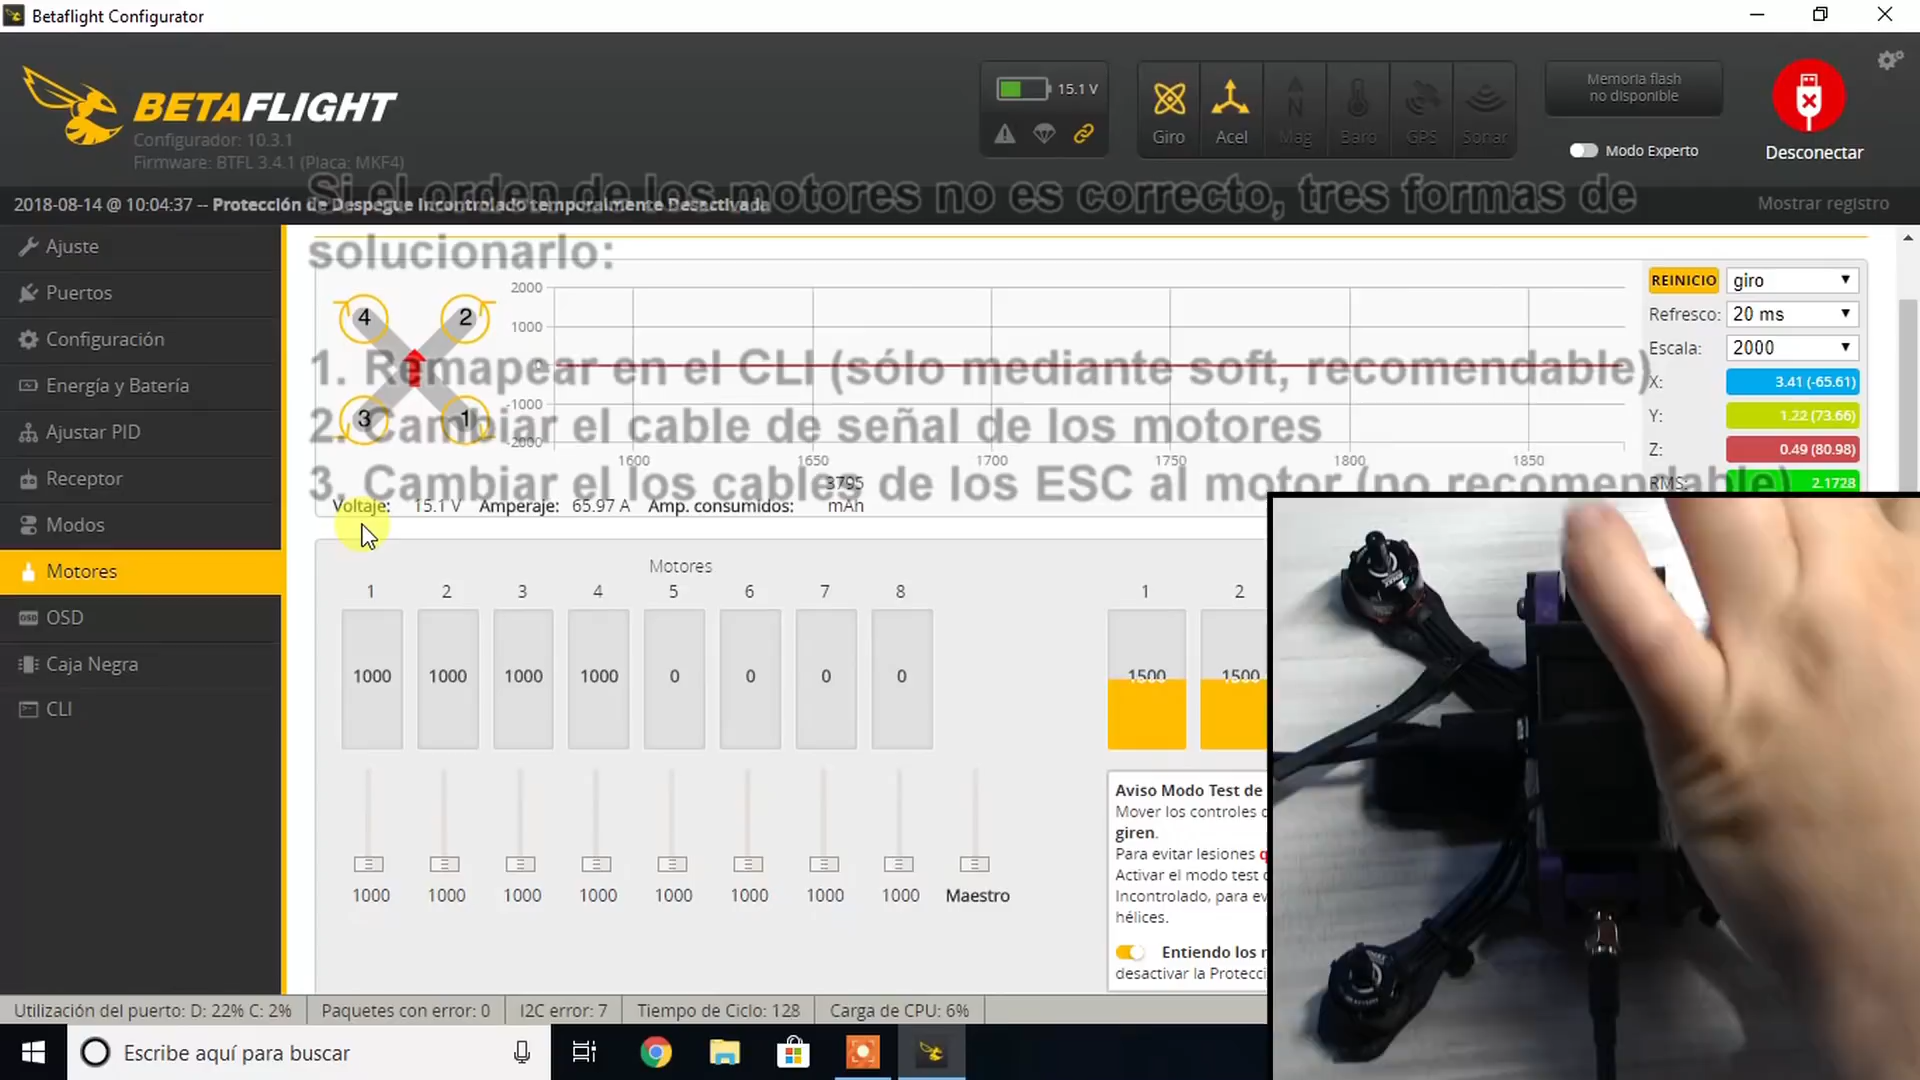 Betaflight Configurator
BETAFLIGHT
Configurador: 10.3.1
Firmware: BTFL 3.4.1 (Placa: MKF4)
15.1 V
Giro
Acel
Mag
Baro
GPS
Sonar
Memoria flash
no disponible
Modo Experto
Desconectar
2018-08-14 @ 10:04:37 -- Protección de Despegue Incontrolado temporalmente Desactivada
Mostrar registro
Si el orden de los motores no es correcto, tres formas de
solucionarlo:
1. Remapear en el CLI (sólo mediante soft, recomendable)
2. Cambiar el cable de señal de los motores
3. Cambiar el los cables de los ESC al motor (no recomendable)
Ajuste
Puertos
Configuración
Energía y Batería
Ajustar PID
Receptor
Modos
Motores
OSD
Caja Negra
CLI
4
2
3
1
2000
1000
0
-1000
-2000
1600
1650
1700
1750
1800
1850
REINICIO giro
Refresco: 20 ms
Escala: 2000
X: 3.41 (-65.61)
Y: 1.22 (73.66)
Z: 0.49 (80.98)
RMS: 2.1728
Voltaje: 15.1 V Amperaje: 65.97 A Amp. consumidos: 3795 mAh
Motores
1 2 3 4 5 6 7 8
1000 1000 1000 1000 0 0 0 0
1000 1000 1000 1000 1000 1000 1000 1000 Maestro
1 2
1500 1500
Aviso Modo Test de
Mover los controles
giren.
Para evitar lesiones
Activar el modo test
Incontrolado, para ev
hélices.
Entiendo los
desactivar la Protecci
Utilización del puerto: D: 22% C: 2%
Paquetes con error: 0
I2C error: 7
Tiempo de Ciclo: 128
Carga de CPU: 6%
Escribe aquí para buscar